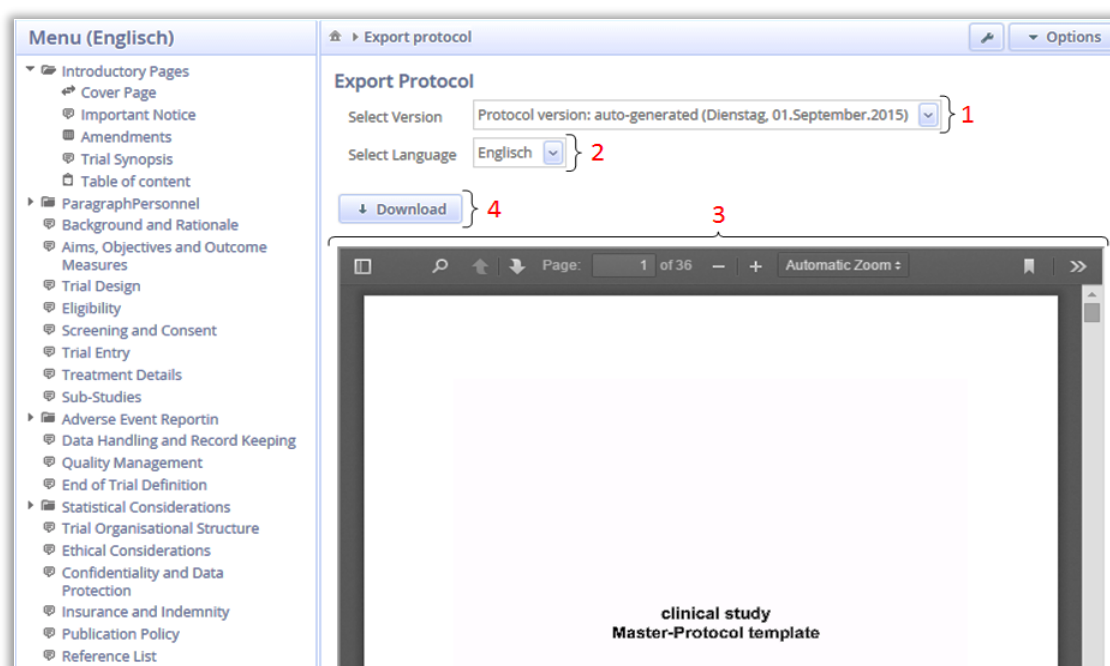 Menu (Englisch)
Introductory Pages
Cover Page
Important Notice
Amendments
Trial Synopsis
Table of content
ParagraphPersonnel
Background and Rationale
Aims, Objectives and Outcome
Measures
Trial Design
Eligibility
Screening and Consent
Trial Entry
Treatment Details
Sub-Studies
Adverse Event Reportin
Data Handling and Record Keeping
Quality Management
End of Trial Definition
Statistical Considerations
Trial Organisational Structure
Ethical Considerations
Confidentiality and Data
Protection
Insurance and Indemnity
Publication Policy
Reference List
Export protocol
Options
Export Protocol
Select Version Protocol version: auto-generated (Dienstag, 01.September.2015) 1
Select Language Englisch 2
Download 4
3
Page: 1 of 36 Automatic Zoom
clinical study
Master-Protocol template